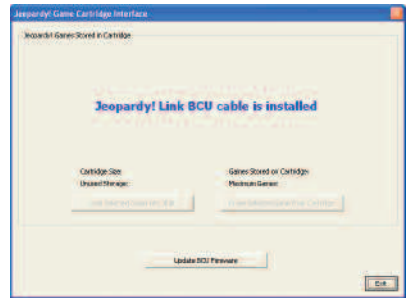 Jeopardy! Game Cartridge Interface
Jeopardy! Games Stored in Cartridge
Jeopardy! Link BCU cable is installed
Cartridge Size:
Games Stored on Cartridge:
Unused Storage:
Maximum Games:
Update BCU Firmware
Exit